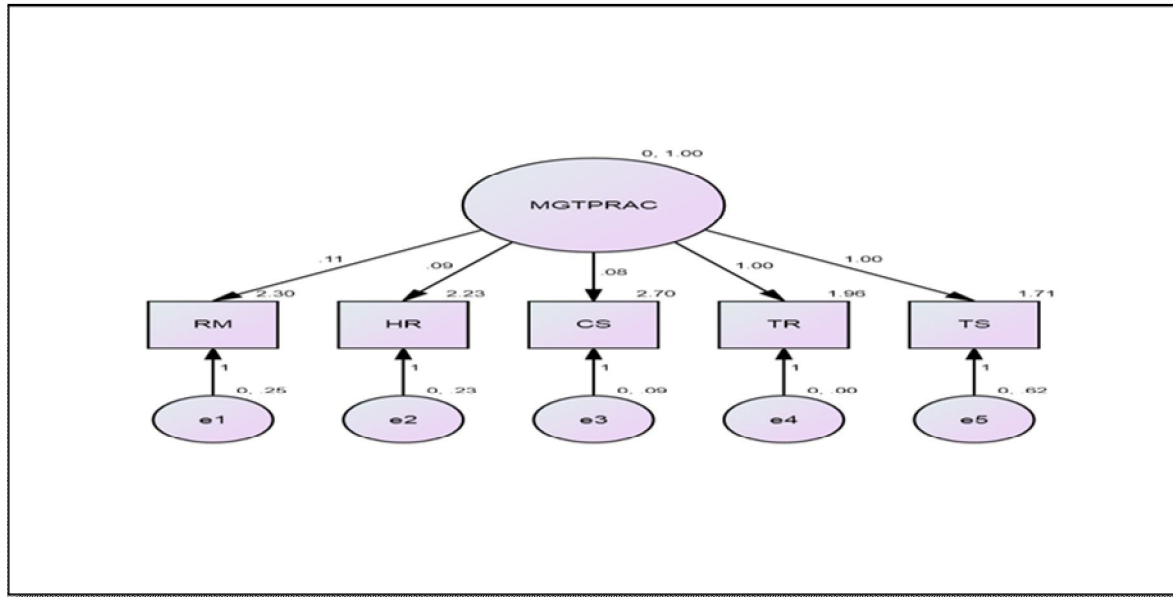 0, 1.00
MGTPRAC
.11
.09
.08
1.00
1.00
2.30
2.23
2.70
1.96
1.71
RM
HR
CS
TR
TS
1
1
1
1
1
0, .25
0, .23
0, .09
0, .00
0, .62
e1
e2
e3
e4
e5